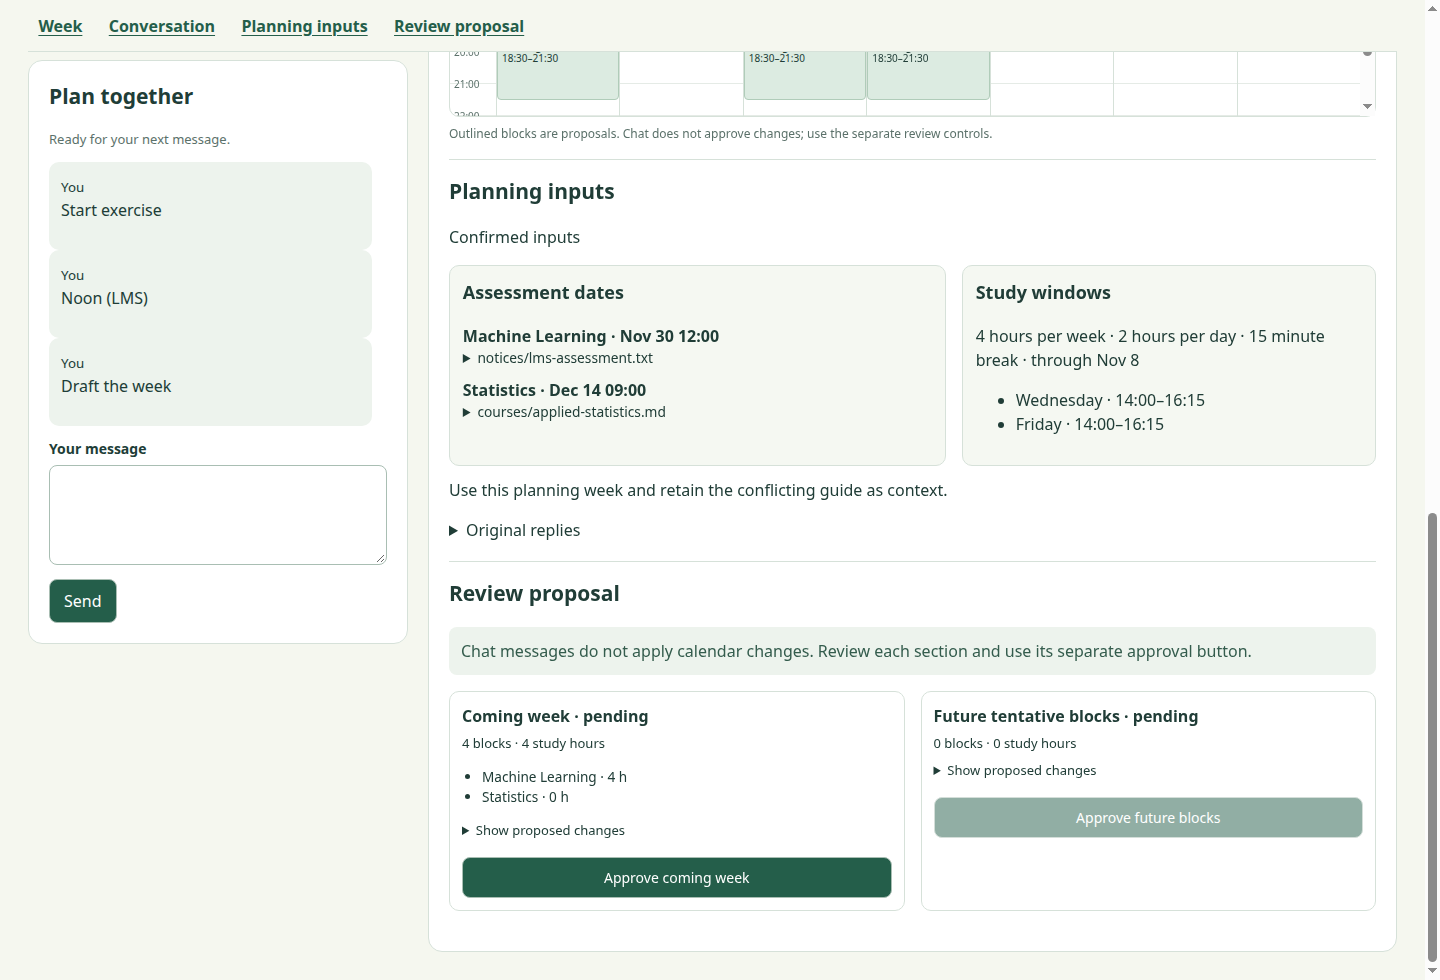 Week Conversation Planning inputs Review proposal
Plan together
Ready for your next message.
You
Start exercise
You
Noon (LMS)
You
Draft the week
Your message
Send
18:30–21:30 18:30–21:30 18:30–21:30
21:00
Outlined blocks are proposals. Chat does not approve changes; use the separate review controls.
Planning inputs
Confirmed inputs
Assessment dates
Machine Learning · Nov 30 12:00
notices/lms-assessment.txt
Statistics · Dec 14 09:00
courses/applied-statistics.md
Study windows
4 hours per week · 2 hours per day · 15 minute
break · through Nov 8
Wednesday · 14:00–16:15
Friday · 14:00–16:15
Use this planning week and retain the conflicting guide as context.
Original replies
Review proposal
Chat messages do not apply calendar changes. Review each section and use its separate approval button.
Coming week · pending
4 blocks · 4 study hours
Machine Learning · 4 h
Statistics · 0 h
Show proposed changes
Approve coming week
Future tentative blocks · pending
0 blocks · 0 study hours
Show proposed changes
Approve future blocks